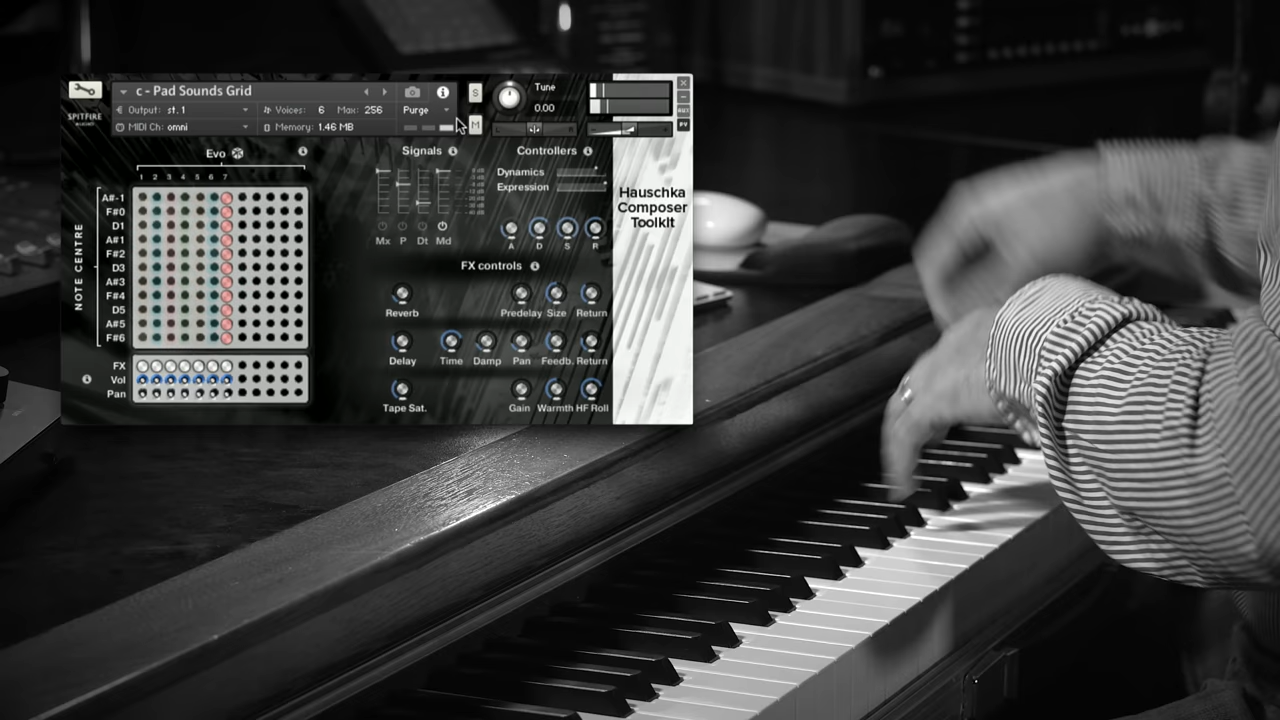 c - Pad Sounds Grid
Output: st.1
Voices: 6 Max: 256
Purge
MIDI Ch: omni
Memory: 1.46 MB
S
M
Tune
0.00
L R
AUX
PV
SPITFIRE
Evo
1 2 3 4 5 6 7
NOTE CENTRE
A#-1
F#0
D1
A#1
F#2
D3
A#3
F#4
D5
A#5
F#6
FX
Vol
Pan
Signals
Mx P Dt Md
Controllers
Dynamics
Expression
A D S R
FX controls
Reverb Predelay Size Return
Delay Time Damp Pan Feedb. Return
Tape Sat. Gain Warmth HF Roll
Hauschka
Composer
Toolkit